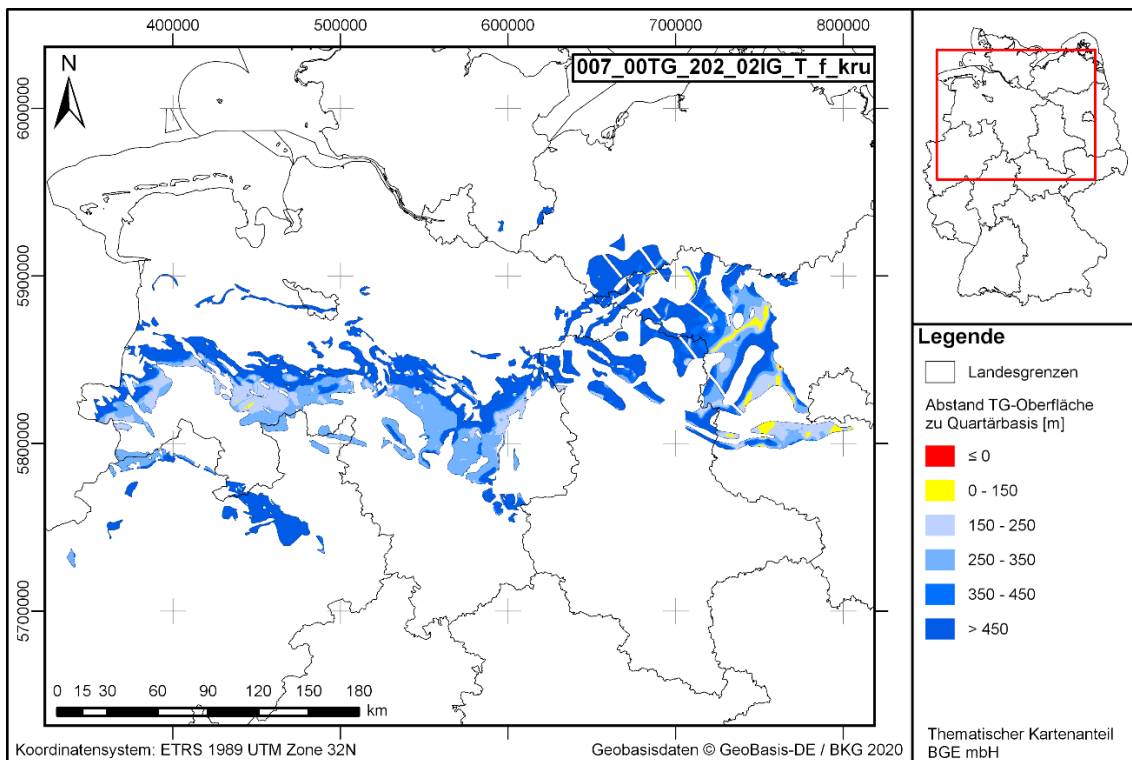 400000
500000
600000
700000
800000
007_00TG_202_02IG_T_f_kru
N
6000000
5900000
5800000
5700000
0 15 30 60 90 120 150 180
km
Koordinatensystem: ETRS 1989 UTM Zone 32N
Geobasisdaten © GeoBasis-DE / BKG 2020
Legende
Landesgrenzen
Abstand TG-Oberfläche
zu Quartärbasis [m]
≤ 0
0 - 150
150 - 250
250 - 350
350 - 450
> 450
Thematischer Kartenanteil
BGE mbH